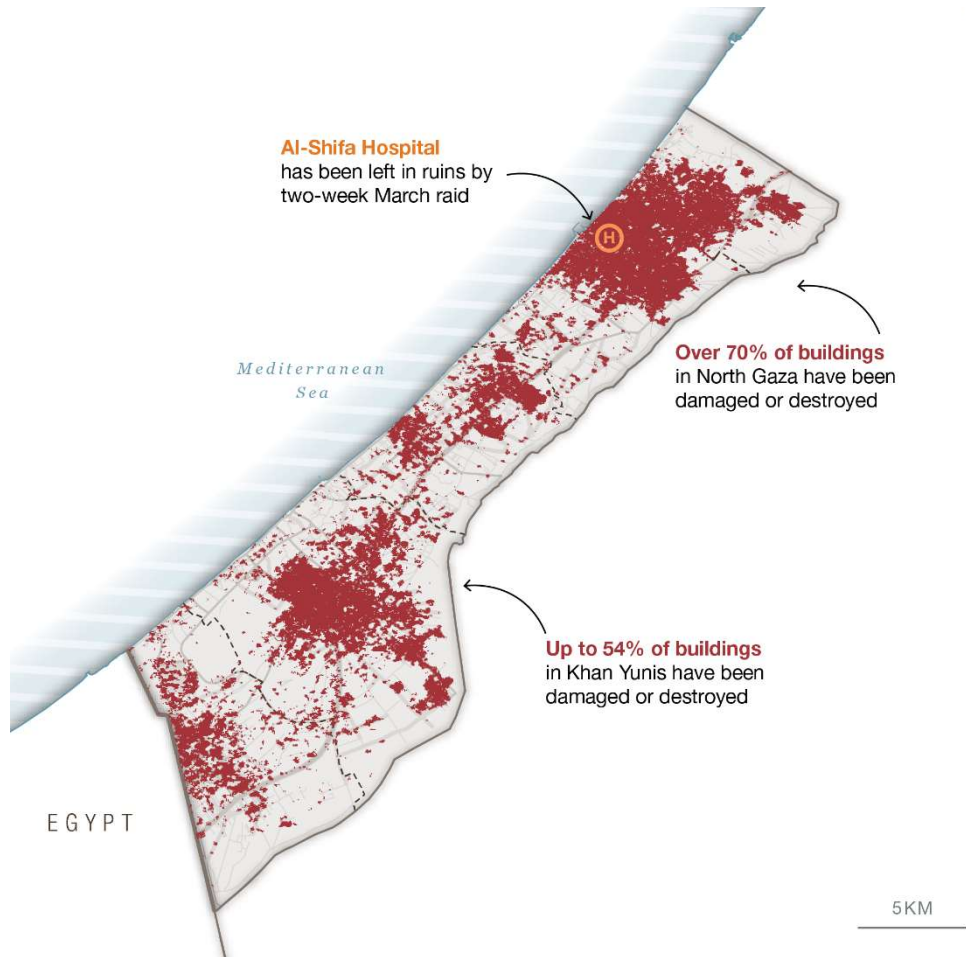 Al-Shifa Hospital
has been left in ruins by
two-week March raid
H
Over 70% of buildings
in North Gaza have been
damaged or destroyed
Mediterranean
Sea
Up to 54% of buildings
in Khan Yunis have been
damaged or destroyed
EGYPT
5KM